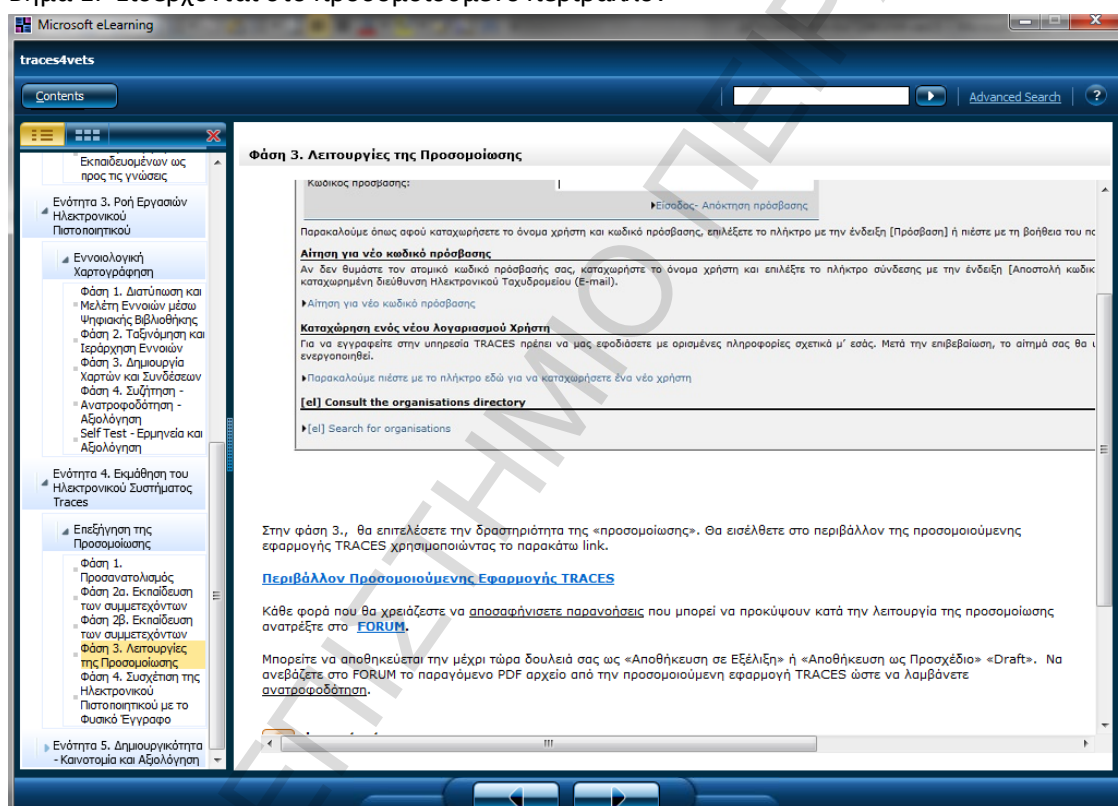 Microsoft eLearning
traces4vets
Contents
Advanced Search
?
Εκπαιδευομένων ως
προς τις γνώσεις
Ενότητα 3. Ροή Εργασιών
Ηλεκτρονικού
Πιστοποιητικού
Εννοιολογική
Χαρτογράφηση
Φάση 1. Διατύπωση και
Μελέτη Εννοιών μέσω
Ψηφιακής Βιβλιοθήκης
Φάση 2. Ταξινόμηση και
Ιεράρχηση Εννοιών
Φάση 3. Δημιουργία
Χαρτών και Συνδέσεων
Φάση 4. Συζήτηση -
Ανατροφοδότηση -
Αξιολόγηση
Self Test - Ερμηνεία και
Αξιολόγηση
Ενότητα 4. Εκμάθηση του
Ηλεκτρονικού Συστήματος
Traces
Επεξήγηση της
Προσομοίωσης
Φάση 1.
Προσανατολισμός
Φάση 2α. Εκπαίδευση
των συμμετεχόντων
Φάση 2β. Εκπαίδευση
των συμμετεχόντων
Φάση 3. Λειτουργίες
της Προσομοίωσης
Φάση 4. Συσχέτιση της
Ηλεκτρονικού
Πιστοποιητικού με το
Φυσικό Έγγραφο
Ενότητα 5. Δημιουργικότητα
- Καινοτομία και Αξιολόγηση
Φάση 3. Λειτουργίες της Προσομοίωσης
Κωδικός πρόσβασης:
Είσοδος- Απόκτηση πρόσβασης
Παρακαλούμε όπως αφού καταχωρήσετε το όνομα χρήστη και κωδικό πρόσβασης, επιλέξετε το πλήκτρο με την ένδειξη [Πρόσβαση] ή πιέστε με τη βοήθεια του
Αίτηση για νέο κωδικό πρόσβασης
Αν δεν θυμάστε τον ατομικό κωδικό πρόσβασής σας, καταχωρήστε το όνομα χρήστη και επιλέξτε το πλήκτρο σύνδεσης με την ένδειξη [Αποστολή κωδικ
καταχωρημένη διεύθυνση Ηλεκτρονικού Ταχυδρομείου (E-mail).
Αίτηση για νέο κωδικό πρόσβασης
Καταχώρηση ενός νέου λογαριασμού Χρήστη
Για να εγγραφείτε στην υπηρεσία TRACES πρέπει να μας εφοδιάσετε με ορισμένες πληροφορίες σχετικά μ' εσάς. Μετά την επιβεβαίωση, το αίτημά σας θα
ενεργοποιηθεί.
Παρακαλούμε πιέστε με το πλήκτρο εδώ για να καταχωρήσετε ένα νέο χρήστη
[el] Consult the organisations directory
[el] Search for organisations
Στην φάση 3., θα επιτελέσετε την δραστηριότητα της «προσομοίωσης». Θα εισέλθετε στο περιβάλλον της προσομοιούμενης
εφαρμογής TRACES χρησιμοποιώντας το παρακάτω link.
Περιβάλλον Προσομοιούμενης Εφαρμογής TRACES
Κάθε φορά που θα χρειάζεστε να αποσαφήνισετε παρανοήσεις που μπορεί να προκύψουν κατά την λειτουργία της προσομοίωσης
ανατρέξτε στο FORUM.
Μπορείτε να αποθηκεύεται την μέχρι τώρα δουλειά σας ως «Αποθήκευση σε Εξέλιξη» ή «Αποθήκευση ως Προσχέδιο» «Draft». Να
ανεβάζετε στο FORUM το παραγόμενο PDF αρχείο από την προσομοιούμενη εφαρμογή TRACES ώστε να λαμβάνετε
ανατροφοδότηση.